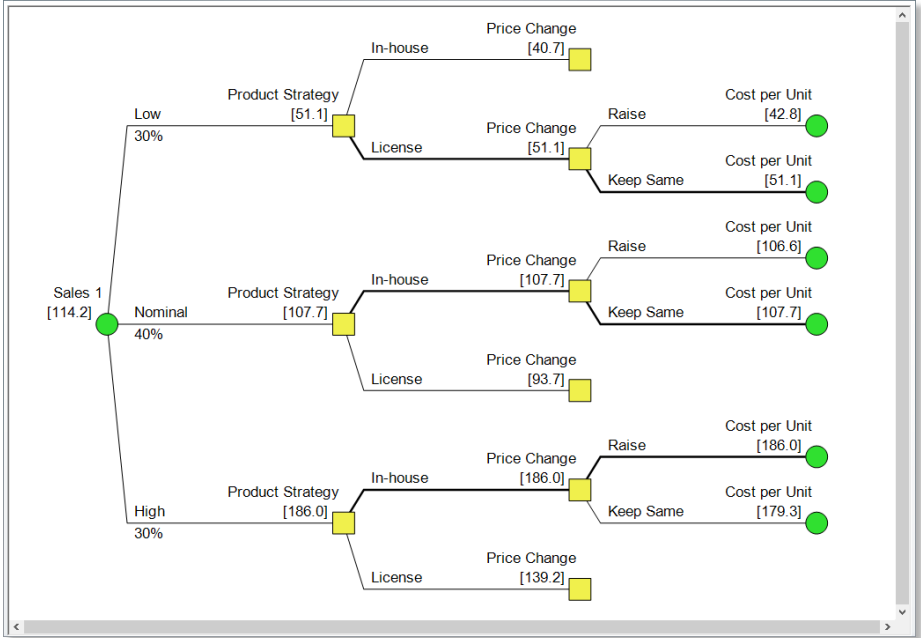 Price Change
In-house
[40.7]
Product Strategy
Low
[51.1]
30%
Price Change
License
[51.1]
Cost per Unit
Raise
[42.8]
Cost per Unit
Keep Same
[51.1]
Sales 1
[114.2]
Product Strategy
Nominal
[107.7]
40%
Price Change
In-house
[107.7]
Cost per Unit
Raise
[106.6]
Cost per Unit
Keep Same
[107.7]
Price Change
License
[93.7]
Product Strategy
High
[186.0]
30%
Price Change
In-house
[186.0]
Cost per Unit
Raise
[186.0]
Cost per Unit
Keep Same
[179.3]
Price Change
License
[139.2]